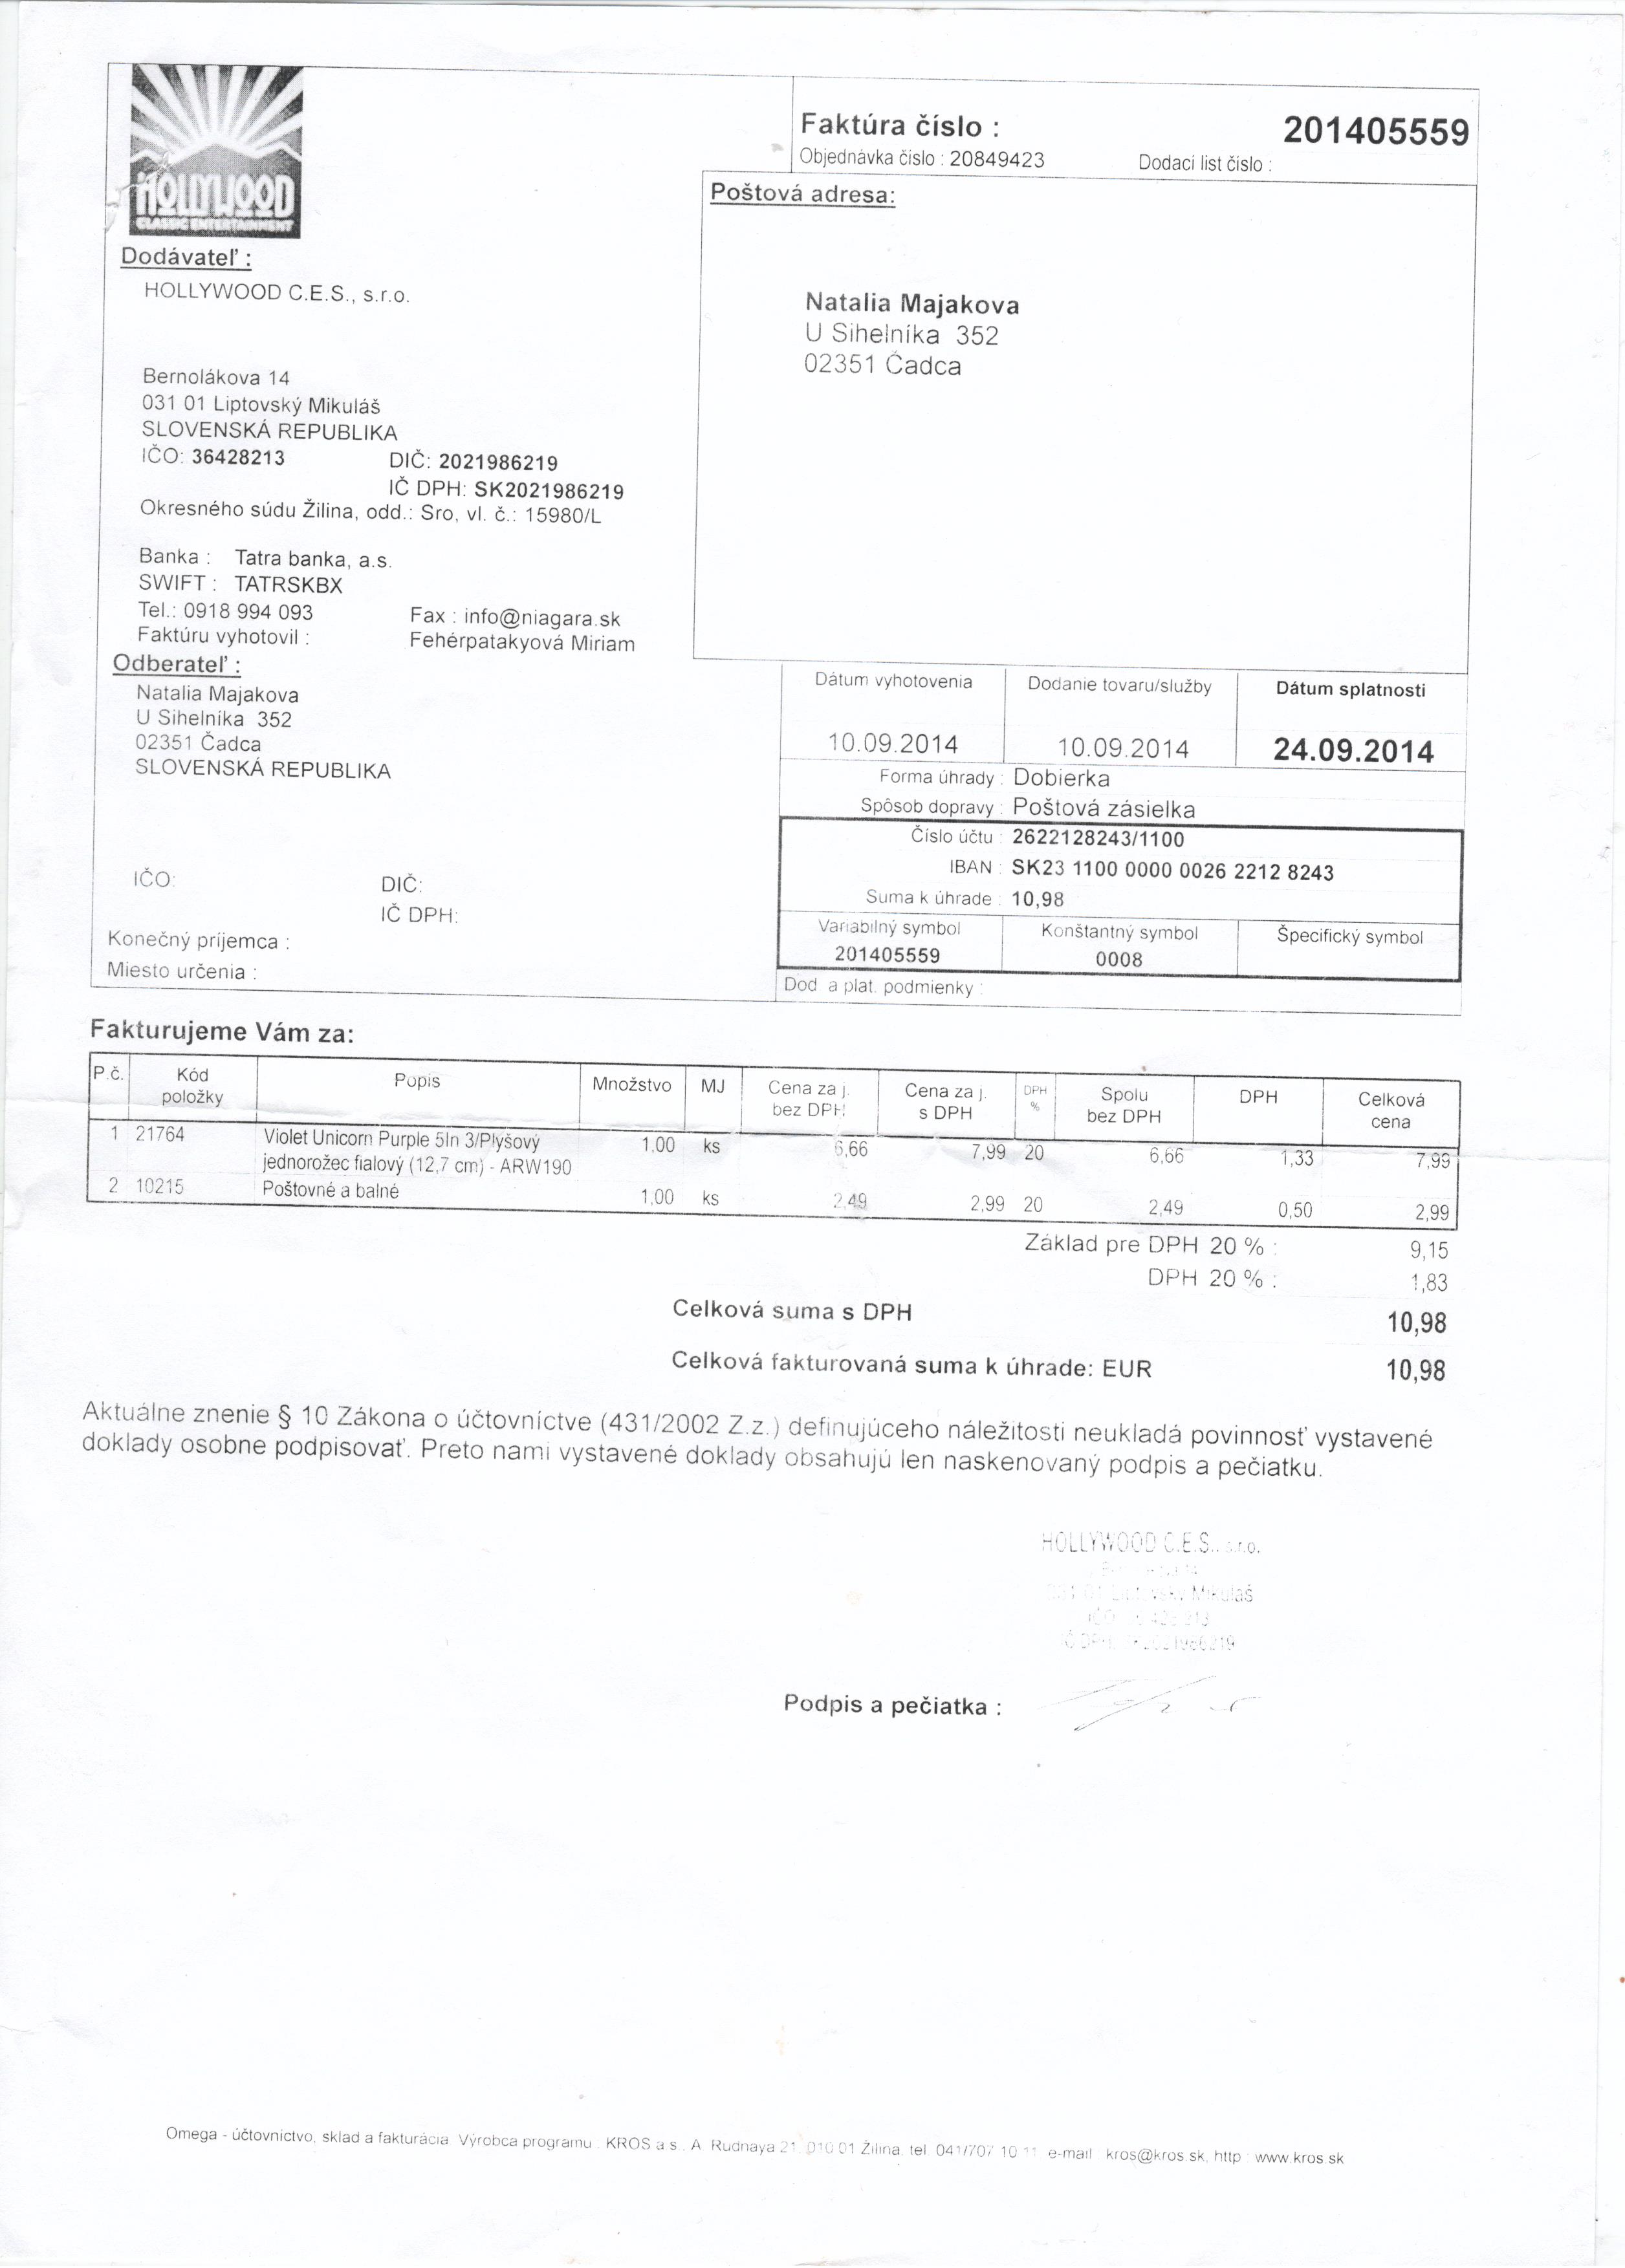 HOLLYWOOD
CLASSIC ENTERTAINMENT
Faktúra číslo : 201405559
Objednávka číslo : 20849423 Dodací list číslo :
Poštová adresa:
Natalia Majakova
U Sihelníka 352
02351 Čadca
Dodávateľ :
HOLLYWOOD C.E.S., s.r.o.
Bernolákova 14
031 01 Liptovský Mikuláš
SLOVENSKÁ REPUBLIKA
IČO: 36428213 DIČ: 2021986219
IČ DPH: SK2021986219
Okresného súdu Žilina, odd.: Sro, vl. č.: 15980/L
Banka : Tatra banka, a.s.
SWIFT : TATRSKBX
Tel.: 0918 994 093 Fax : info@niagara.sk
Faktúru vyhotovil : Fehérpatakyová Miriam
Odberateľ :
Natalia Majakova
U Sihelníka 352
02351 Čadca
SLOVENSKÁ REPUBLIKA
IČO: DIČ:
IČ DPH:
Konečný príjemca :
Miesto určenia :
Dátum vyhotovenia Dodanie tovaru/služby Dátum splatnosti
10.09.2014 10.09.2014 24.09.2014
Forma úhrady : Dobierka
Spôsob dopravy : Poštová zásielka
Číslo účtu : 2622128243/1100
IBAN : SK23 1100 0000 0026 2212 8243
Suma k úhrade : 10,98
Variabilný symbol Konštantný symbol Špecifický symbol
201405559 0008
Dod. a plat. podmienky :
Fakturujeme Vám za:
P.č. Kód položky Popis Množstvo MJ Cena za j. bez DPH Cena za j. s DPH DPH % Spolu bez DPH DPH Celková cena
1 21764 Violet Unicorn Purple 5In 3/Plyšový 1,00 ks 6,66 7,99 20 6,66 1,33 7,99
jednorožec fialový (12,7 cm) - ARW190
2 10215 Poštovné a balné 1,00 ks 2,49 2,99 20 2,49 0,50 2,99
Základ pre DPH 20 % : 9,15
DPH 20 % : 1,83
Celková suma s DPH 10,98
Celková fakturovaná suma k úhrade: EUR 10,98
Aktuálne znenie § 10 Zákona o účtovníctve (431/2002 Z.z.) definujúceho náležitosti neukladá povinnosť vystavené
doklady osobne podpisovať. Preto nami vystavené doklady obsahujú len naskenovaný podpis a pečiatku.
HOLLYWOOD C.E.S., s.r.o.
Mikuláš
Podpis a pečiatka :
Omega - účtovníctvo, sklad a fakturácia Výrobca programu : KROS a.s., A. Rudnaya 21, 010 01 Žilina, tel. 041/707 10 11 e-mail kros@kros.sk, http www.kros.sk